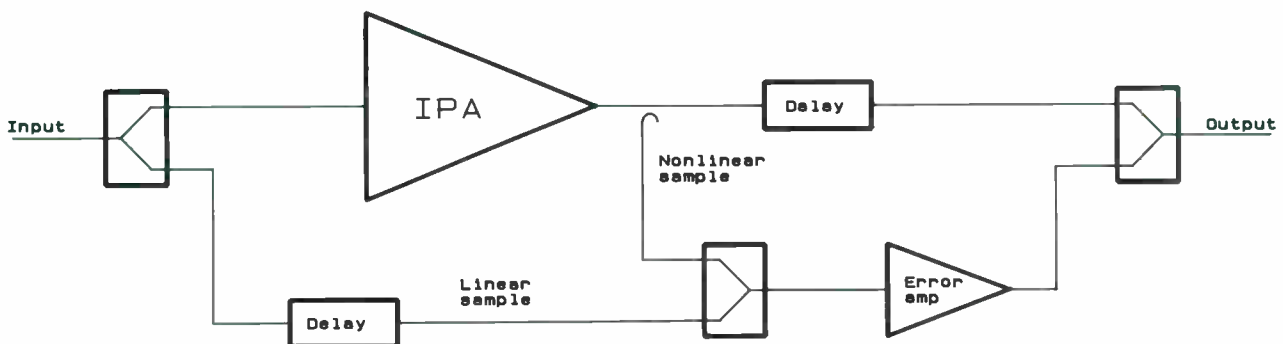 IPA
Delay
Input
Output
Nonlinear
sample
Linear
sample
Error
amp
Delay